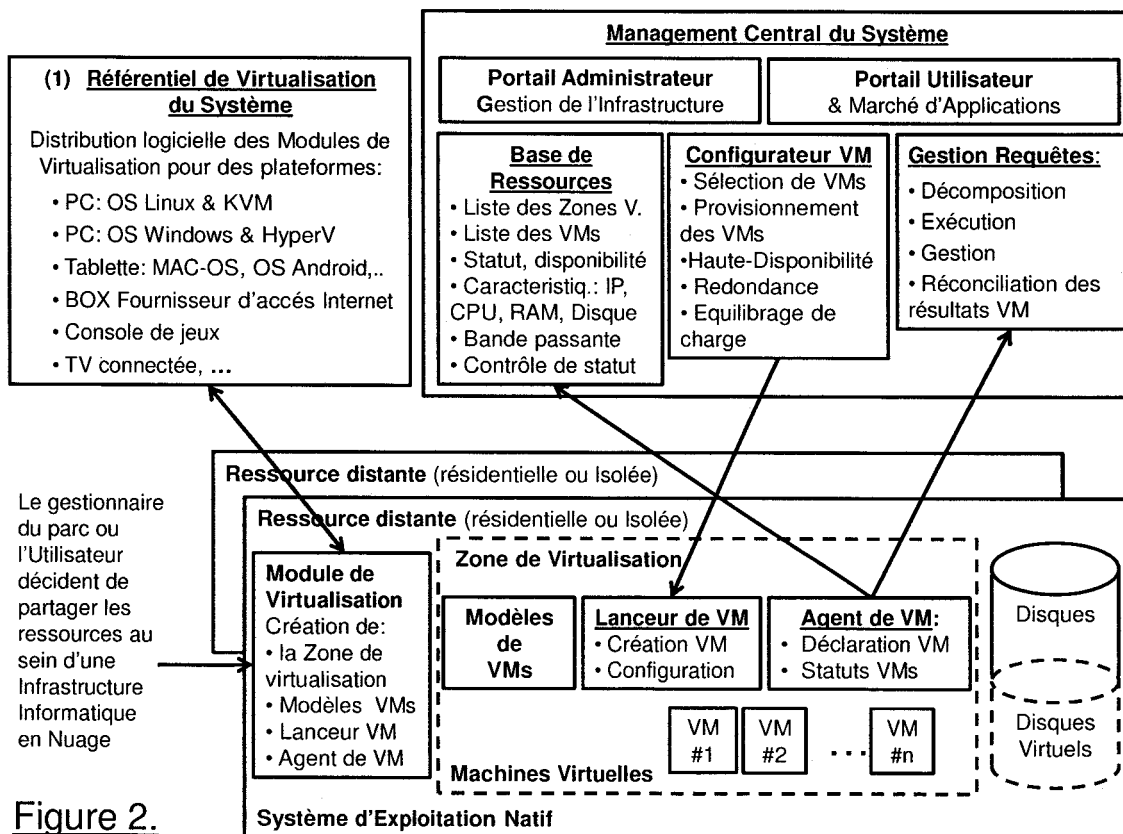 (1) Référentiel de Virtualisation
du Système
Distribution logicielle des Modules de
Virtualisation pour des plateformes:
• PC: OS Linux & KVM
• PC: OS Windows & HyperV
• Tablette: MAC-OS, OS Android,..
• BOX Fournisseur d'accés Internet
• Console de jeux
• TV connectée, ...
Management Central du Système
Portail Administrateur
Gestion de l'Infrastructure
Portail Utilisateur
& Marché d'Applications
Base de
Ressources
• Liste des Zones V.
• Liste des VMs
• Statut, disponibilité
• Caracteristiq.: IP,
CPU, RAM, Disque
• Bande passante
• Contrôle de statut
Configurateur VM
• Sélection de VMs
• Provisionnement
des VMs
•Haute-Disponibilité
• Redondance
• Equilibrage de
charge
Gestion Requêtes:
• Décomposition
• Exécution
• Gestion
• Réconciliation des
résultats VM
Le gestionnaire
du parc ou
l'Utilisateur
décident de
partager les
ressources au
sein d'une
Infrastructure
Informatique
en Nuage
Ressource distante (résidentielle ou Isolée)
Ressource distante (résidentielle ou Isolée)
Module de
Virtualisation
Création de:
• la Zone de
virtualisation
• Modèles VMs
• Lanceur VM
• Agent de VM
Zone de Virtualisation
Modèles
de
VMs
Lanceur de VM
• Création VM
• Configuration
Agent de VM:
• Déclaration VM
• Statuts VMs
VM
#1
VM
#2
....
VM
#n
Machines Virtuelles
Disques
Disques
Virtuels
Système d'Exploitation Natif
Figure 2.